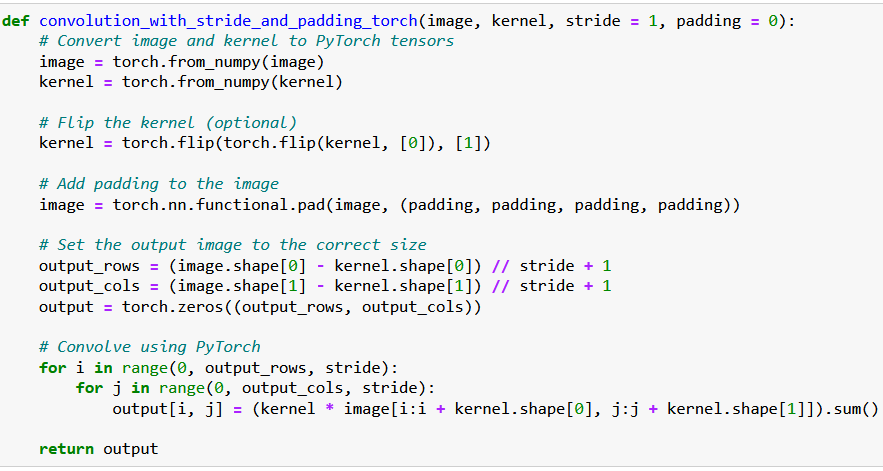 def convolution_with_stride_and_padding_torch(image, kernel, stride = 1, padding = 0):
    # Convert image and kernel to PyTorch tensors
    image = torch.from_numpy(image)
    kernel = torch.from_numpy(kernel)

    # Flip the kernel (optional)
    kernel = torch.flip(torch.flip(kernel, [0]), [1])

    # Add padding to the image
    image = torch.nn.functional.pad(image, (padding, padding, padding, padding))

    # Set the output image to the correct size
    output_rows = (image.shape[0] - kernel.shape[0]) // stride + 1
    output_cols = (image.shape[1] - kernel.shape[1]) // stride + 1
    output = torch.zeros((output_rows, output_cols))

    # Convolve using PyTorch
    for i in range(0, output_rows, stride):
        for j in range(0, output_cols, stride):
            output[i, j] = (kernel * image[i:i + kernel.shape[0], j:j + kernel.shape[1]]).sum()

    return output